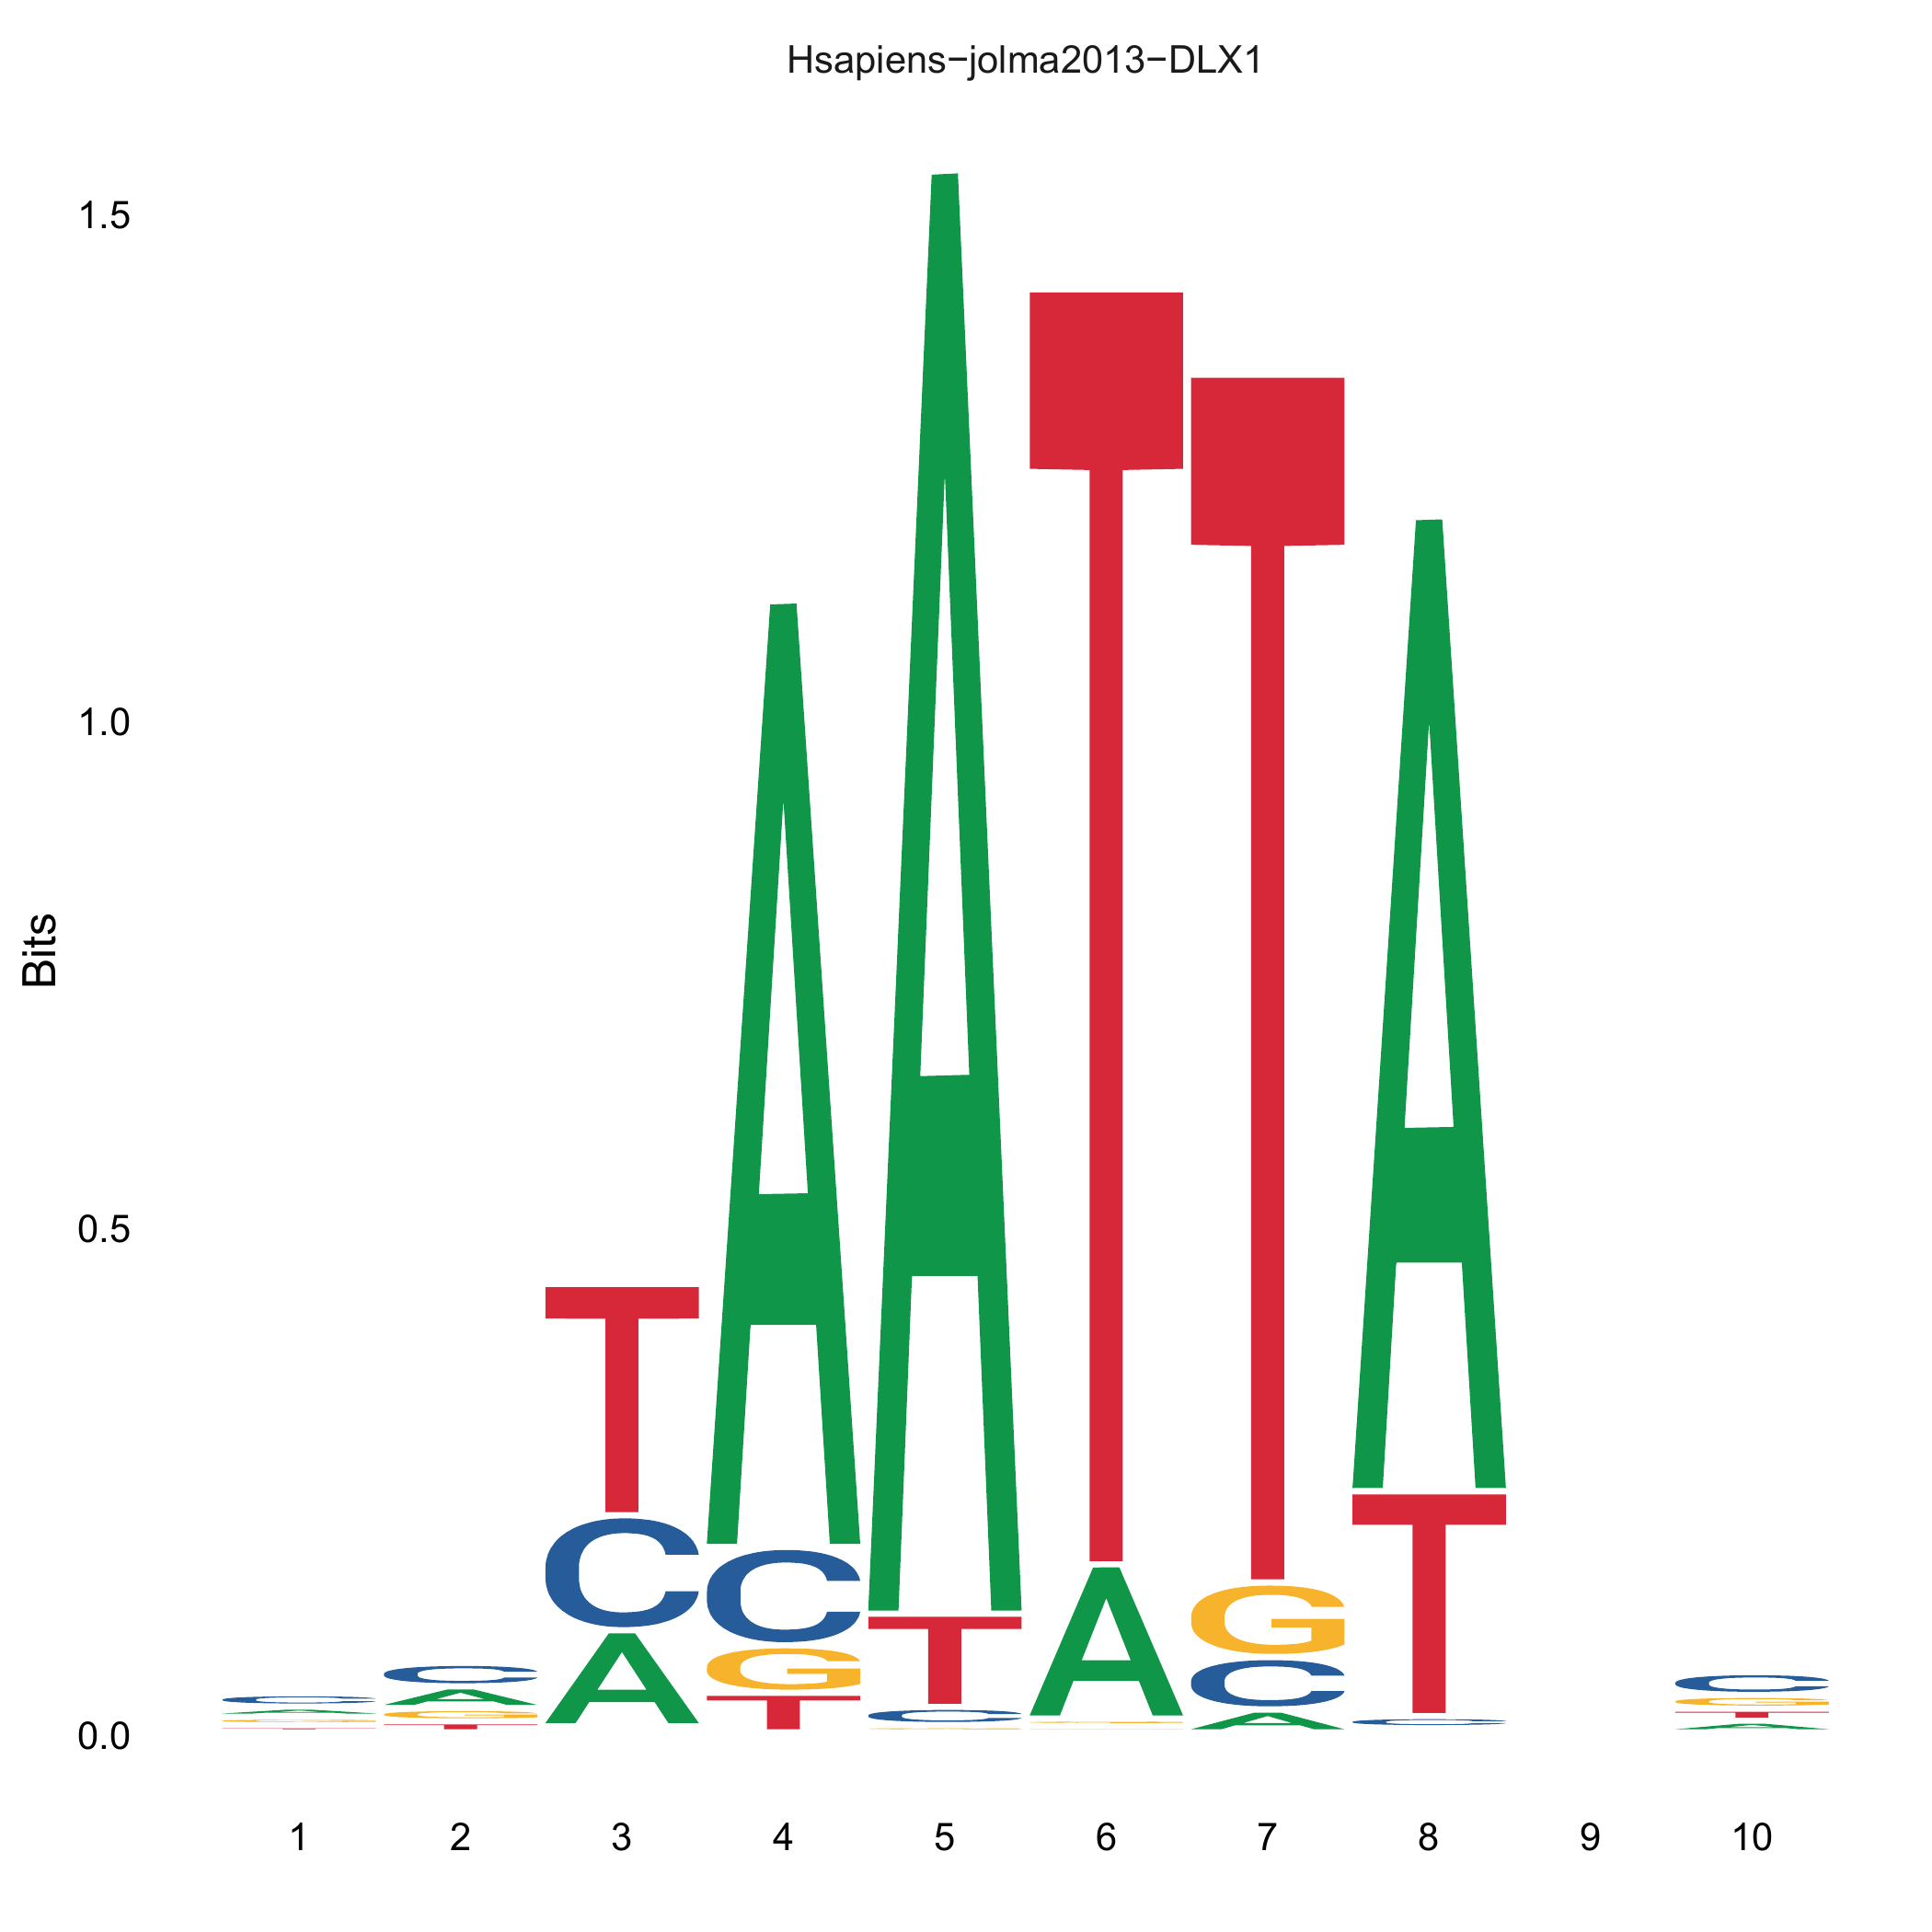 Hsapiens−jolma2013−DLX1
1.5
1.0
0.5
0.0
Bits
C A G T
C A G T
T C A
A C G T
A T C G
T A G
T G C A
A T C
C G T A
1 2 3 4 5 6 7 8 9 10